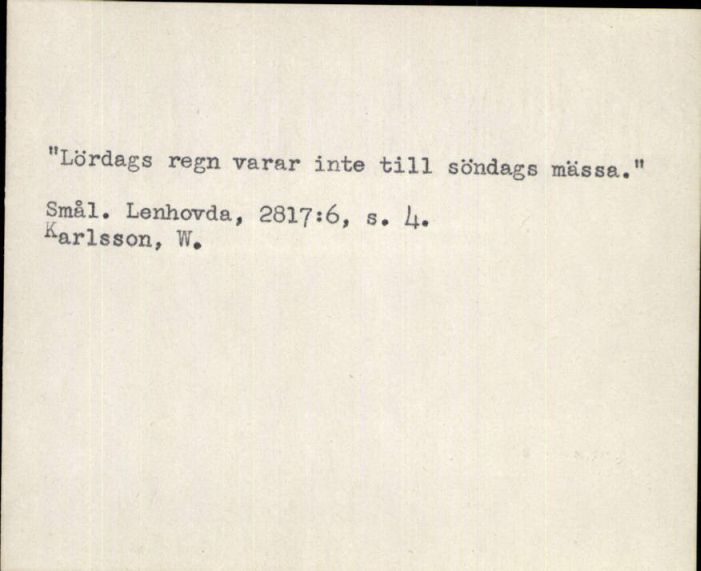 "Lördags regn varar inte till söndags mässa."
Smål. Lenhovda, 2817:6, s. 4.
Karlsson, W.